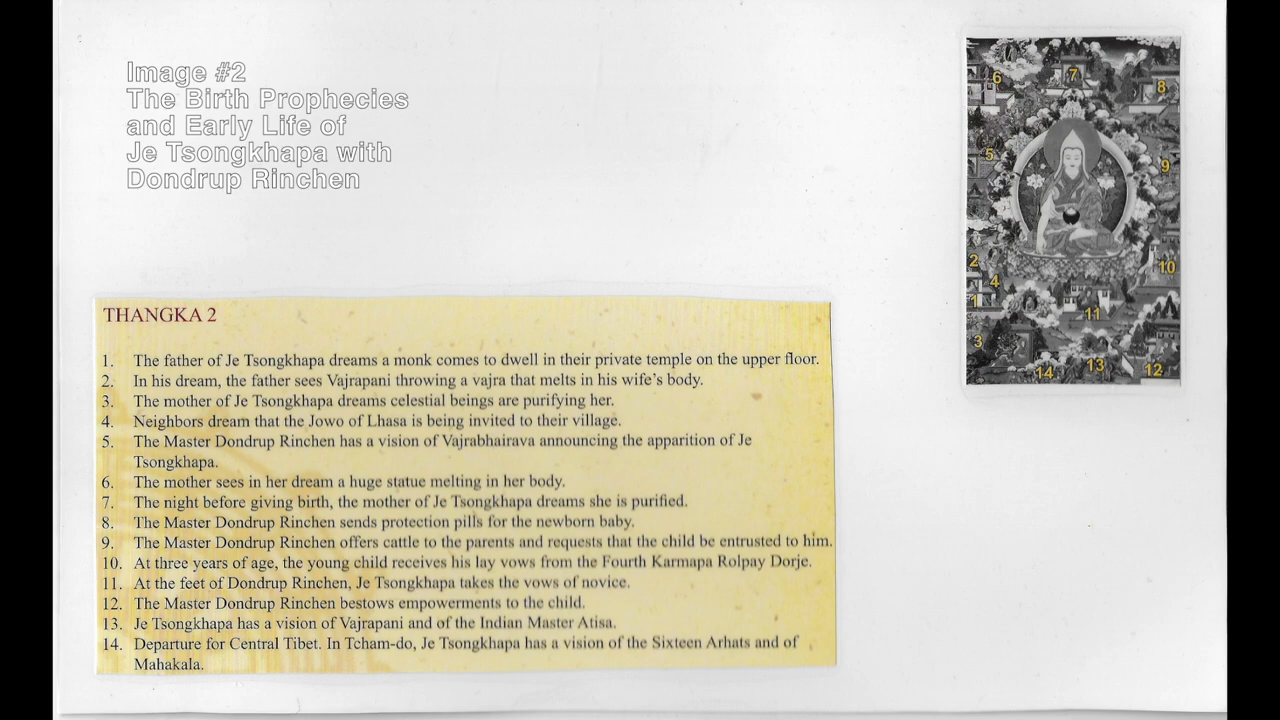 Image #2
The Birth Prophecies
and Early Life of
Je Tsongkhapa with
Dondrup Rinchen
6
7
8
5
9
2
10
4
1
11
3
13
14
12
THANGKA 2
1. The father of Je Tsongkhapa dreams a monk comes to dwell in their private temple on the upper floor.
2. In his dream, the father sees Vajrapani throwing a vajra that melts in his wife's body.
3. The mother of Je Tsongkhapa dreams celestial beings are purifying her.
4. Neighbors dream that the Jowo of Lhasa is being invited to their village.
5. The Master Dondrup Rinchen has a vision of Vajrabhairava announcing the apparition of Je
Tsongkhapa.
6. The mother sees in her dream a huge statue melting in her body.
7. The night before giving birth, the mother of Je Tsongkhapa dreams she is purified.
8. The Master Dondrup Rinchen sends protection pills for the newborn baby.
9. The Master Dondrup Rinchen offers cattle to the parents and requests that the child be entrusted to him.
10. At three years of age, the young child receives his lay vows from the Fourth Karmapa Rolpay Dorje.
11. At the feet of Dondrup Rinchen, Je Tsongkhapa takes the vows of novice.
12. The Master Dondrup Rinchen bestows empowerments to the child.
13. Je Tsongkhapa has a vision of Vajrapani and of the Indian Master Atisa.
14. Departure for Central Tibet. In Tcham-do, Je Tsongkhapa has a vision of the Sixteen Arhats and of
Mahakala.